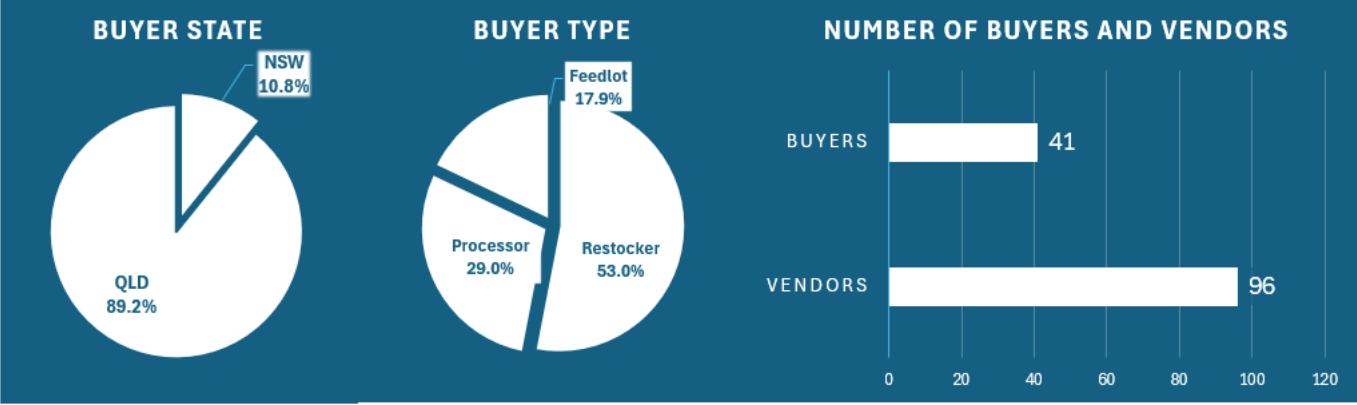 BUYER STATE
NSW
10.8%
QLD
89.2%
BUYER TYPE
Feedlot
17.9%
Processor
29.0%
Restocker
53.0%
NUMBER OF BUYERS AND VENDORS
BUYERS
41
VENDORS
96
0 20 40 60 80 100 120